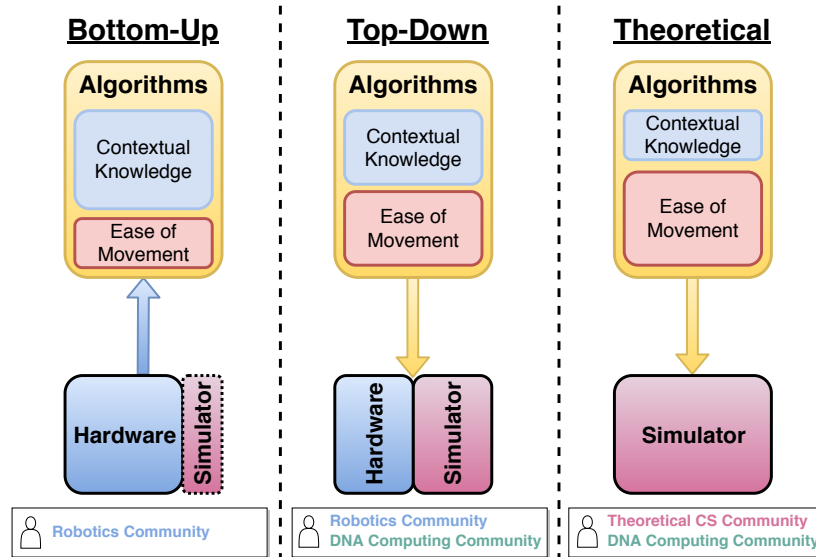 Bottom-Up
Algorithms
Contextual
Knowledge
Ease of
Movement
Hardware
Simulator
Robotics Community
Top-Down
Algorithms
Contextual
Knowledge
Ease of
Movement
Hardware
Simulator
Robotics Community
DNA Computing Community
Theoretical
Algorithms
Contextual
Knowledge
Ease of
Movement
Simulator
Theoretical CS Community
DNA Computing Community